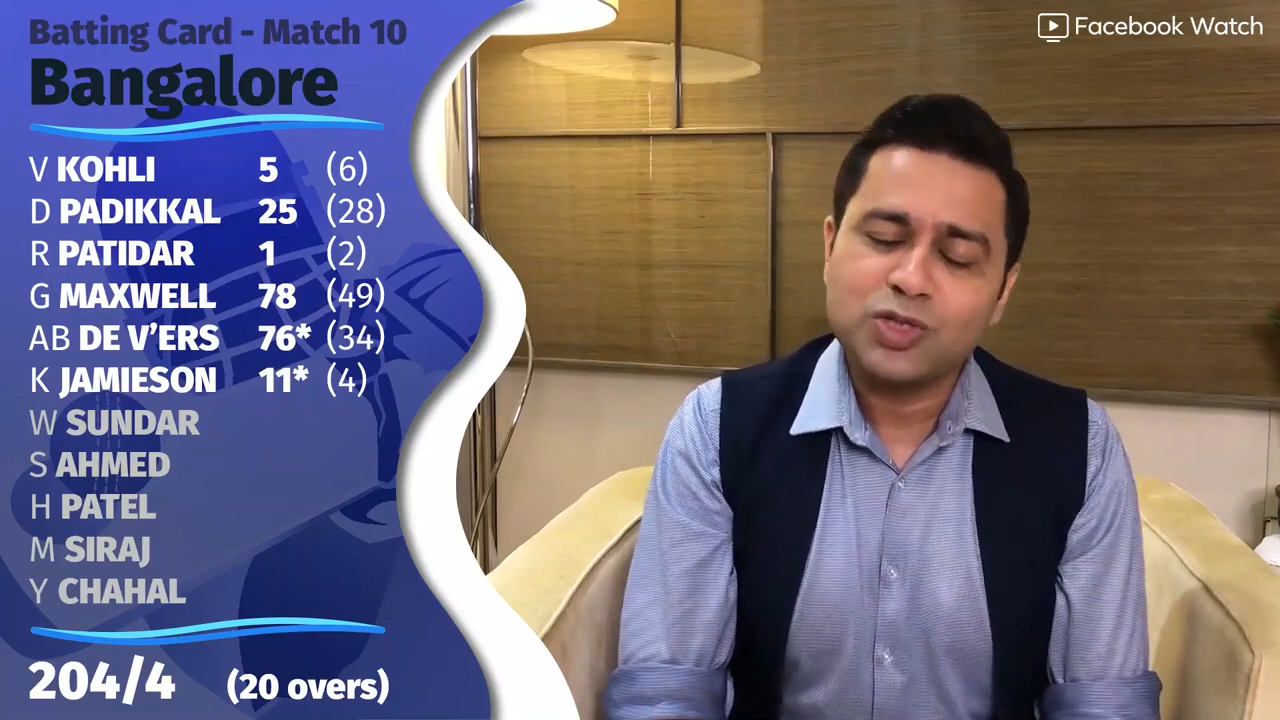 Batting Card - Match 10
Bangalore
V KOHLI 5 (6)
D PADIKKAL 25 (28)
R PATIDAR 1 (2)
G MAXWELL 78 (49)
AB DE V'ERS 76* (34)
K JAMIESON 11* (4)
W SUNDAR
S AHMED
H PATEL
M SIRAJ
Y CHAHAL
204/4 (20 overs)
Facebook Watch